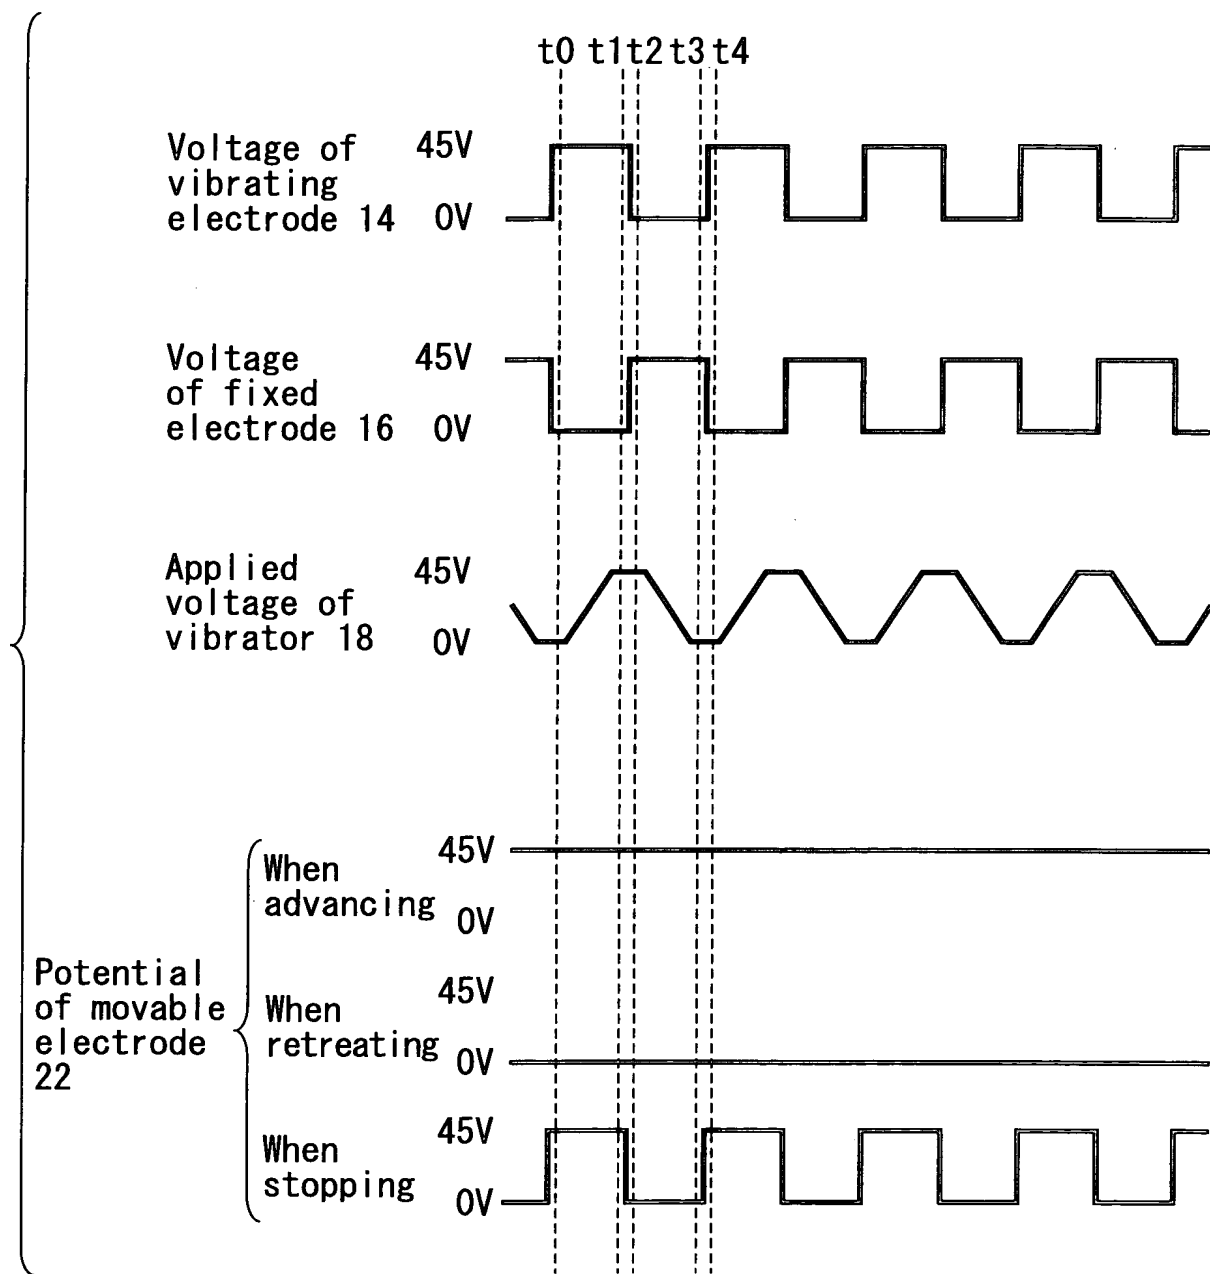 t0 t1 t2 t3 t4
Voltage of
vibrating
electrode 14
45V
0V
Voltage
of fixed
electrode 16
45V
0V
Applied
voltage of
vibrator 18
45V
0V
Potential
of movable
electrode
22
When
advancing
45V
0V
When
retreating
45V
0V
When
stopping
45V
0V